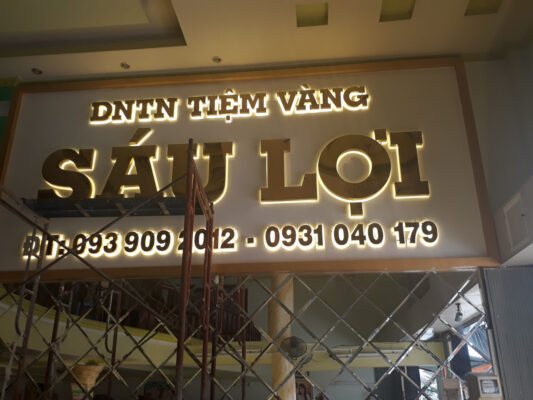 DNTN TIỆM VÀNG
SÁU LỢI
ĐT: 093 909 2012 - 0931 040 179